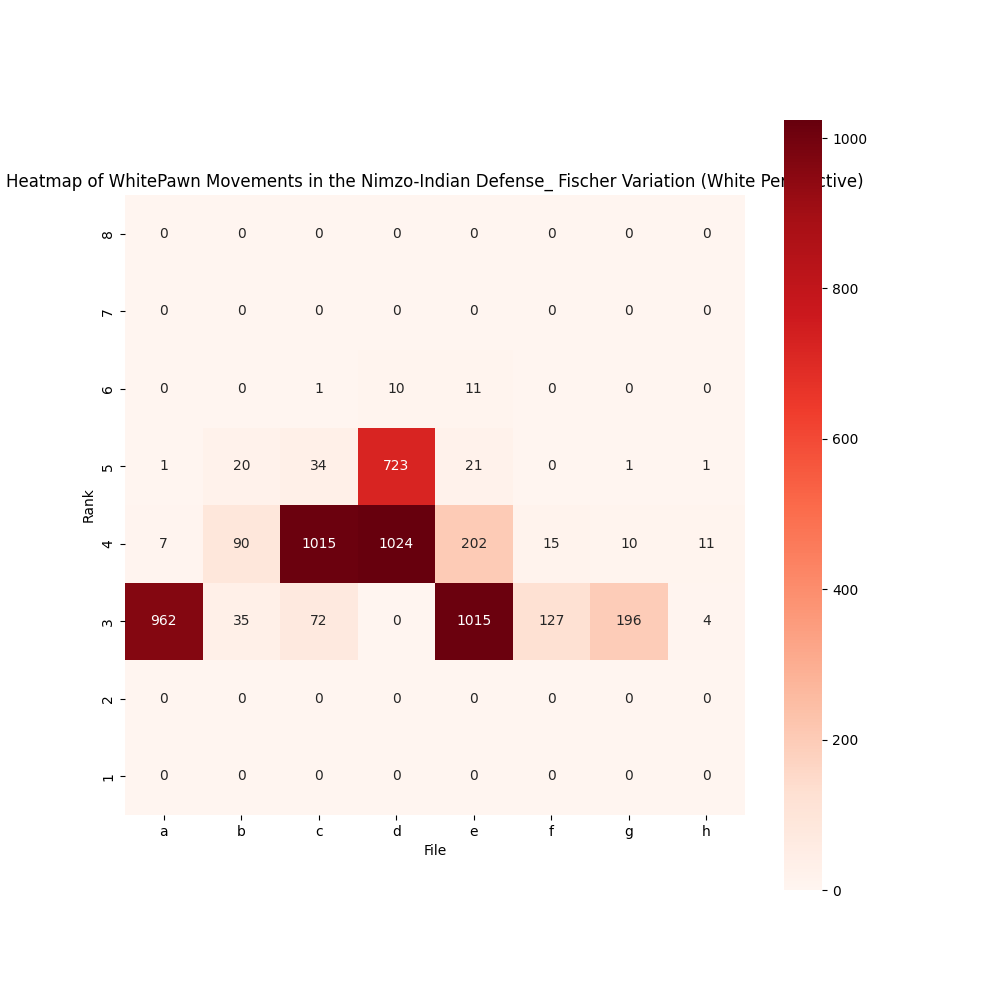 1000
Heatmap of WhitePawn Movements in the Nimzo-Indian Defense_ Fischer Variation (White Perspective)
8 0 0 0 0 0 0 0 0
800
7 0 0 0 0 0 0 0 0
6 0 0 1 10 11 0 0 0
600
5 1 20 34 723 21 0 1 1
Rank
4 7 90 1015 1024 202 15 10 11
400
3 962 35 72 0 1015 127 196 4
2 0 0 0 0 0 0 0 0
200
1 0 0 0 0 0 0 0 0
a b c d e f g h
File
0